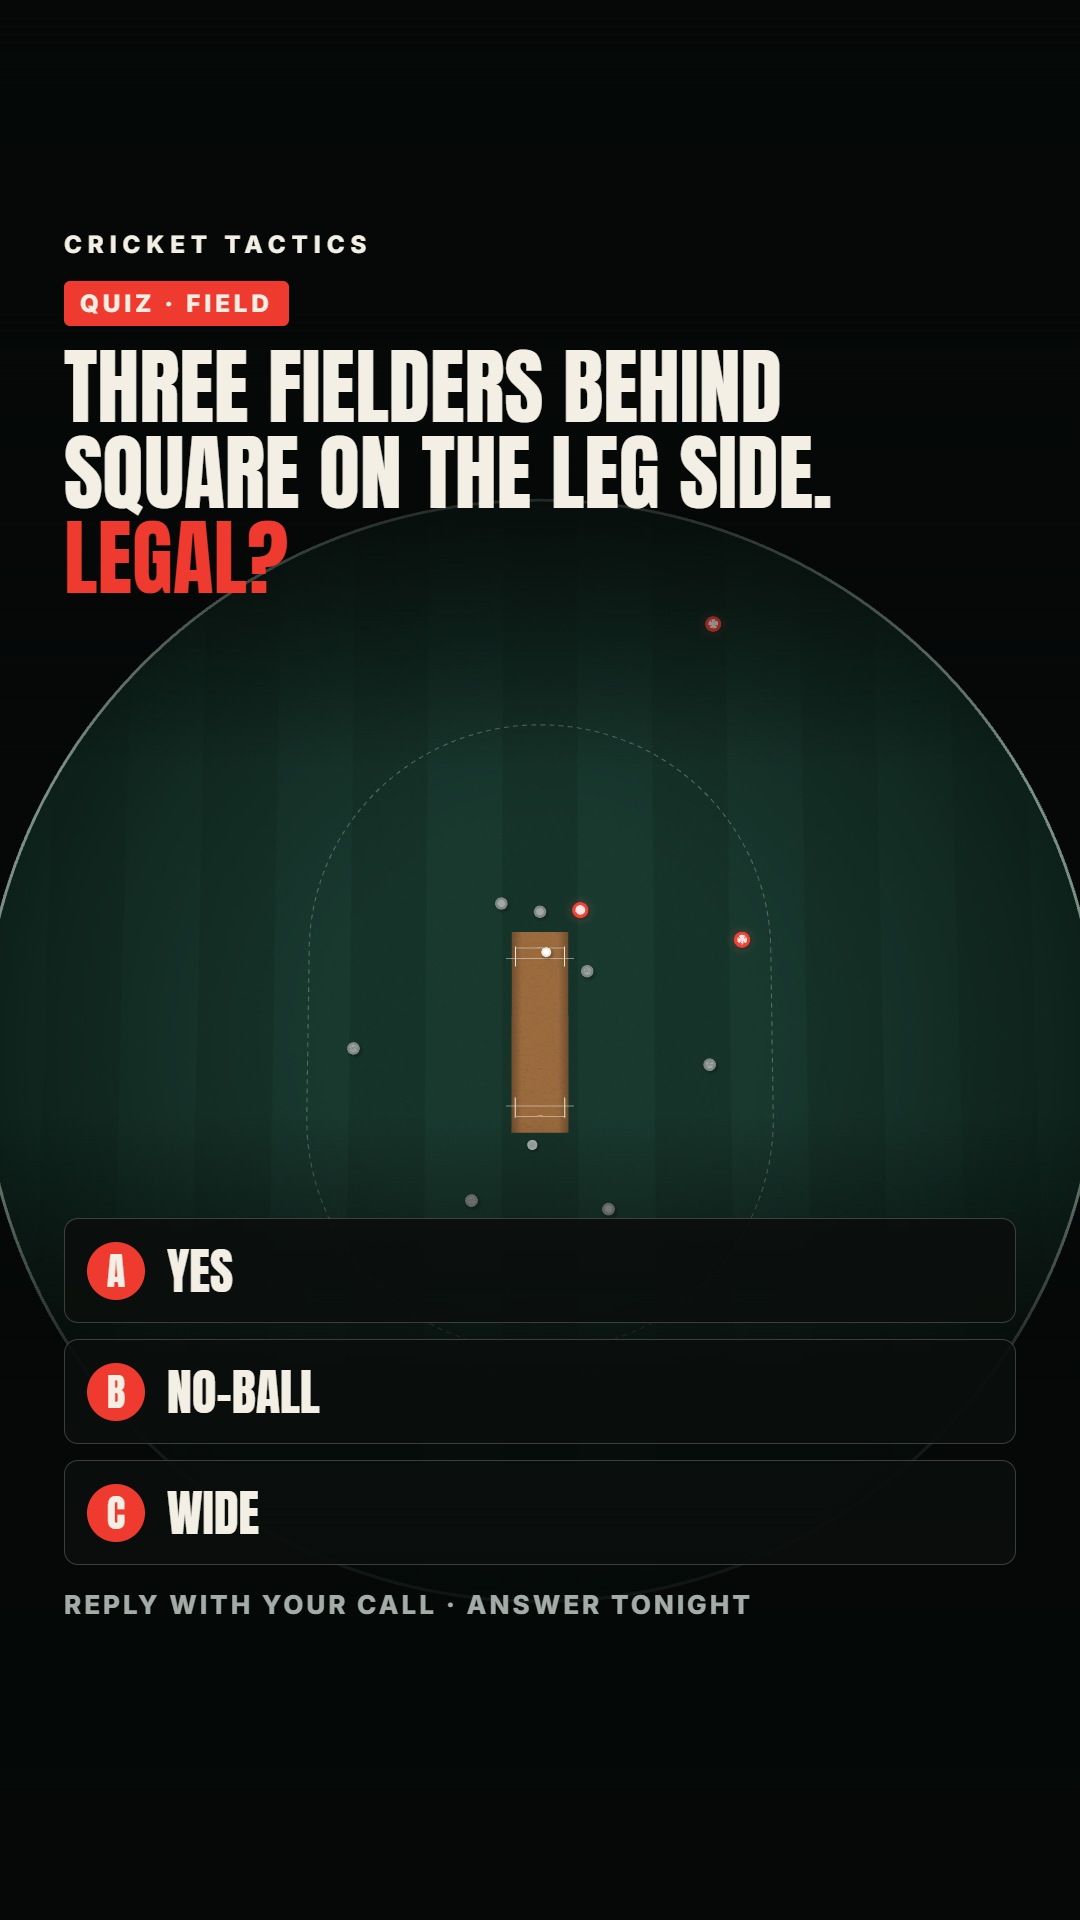 CRICKET TACTICS
QUIZ · FIELD
THREE FIELDERS BEHIND
SQUARE ON THE LEG SIDE.
LEGAL?
A YES
B NO-BALL
C WIDE
REPLY WITH YOUR CALL · ANSWER TONIGHT